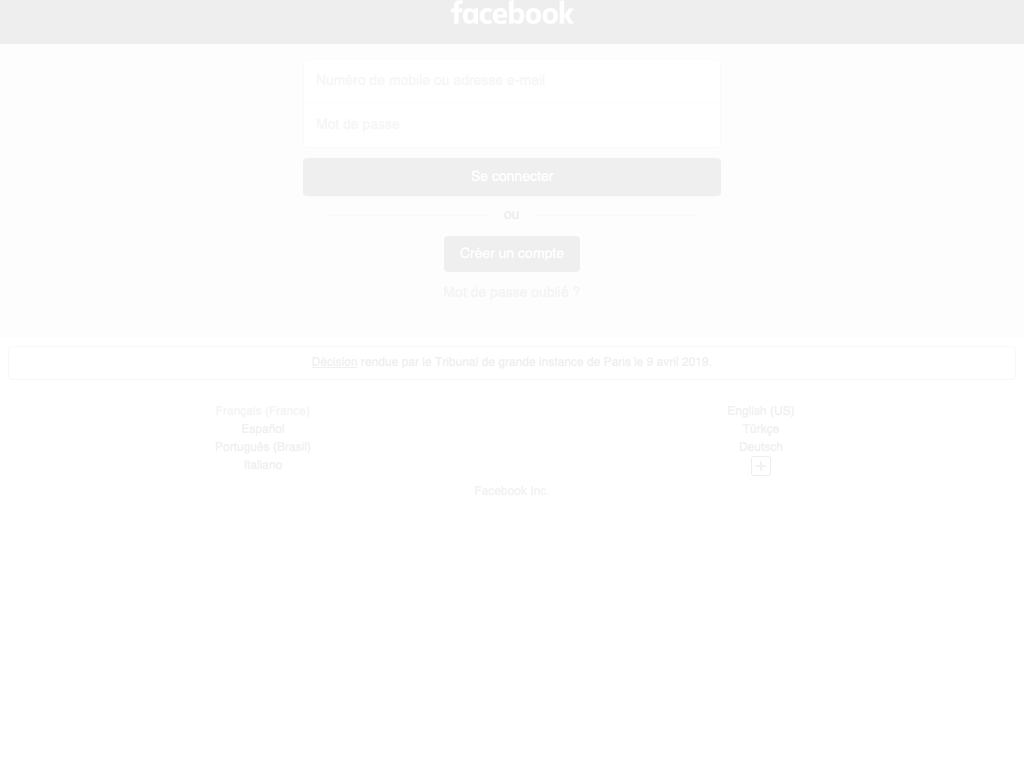 facebook
Numéro de mobile ou adresse e-mail
Mot de passe
Se connecter
ou
Créer un compte
Mot de passe oublié ?
Décision rendue par le Tribunal de grande instance de Paris le 9 avril 2019.
Français (France)
English (US)
Español
Türkçe
Português (Brasil)
Deutsch
Italiano
Facebook Inc.